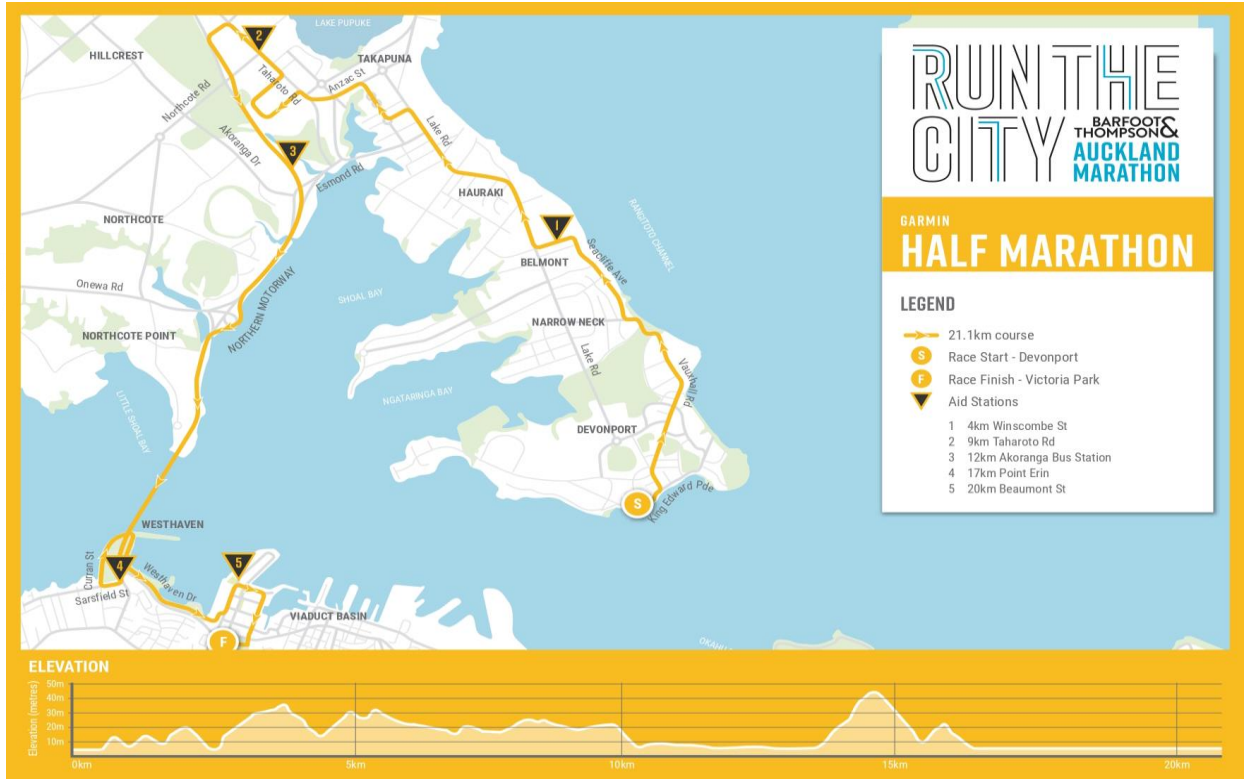 LAKE PUPUKE
HILLCREST
TAKAPUNA
2
Taharoto Rd
Anzac St
Northcote Rd
Akoranga Dr
3
Lake Rd
Esmond Rd
HAURAKI
NORTHCOTE
1
RANGITOTO CHANNEL
Seacliffe Ave
BELMONT
Onewa Rd
SHOAL BAY
NORTHERN MOTORWAY
NARROW NECK
NORTHCOTE POINT
Lake Rd
Vauxhall Rd
LITTLE SHOAL BAY
NGATARINGA BAY
DEVONPORT
S
King Edward Pde
WESTHAVEN
Curran St
4
5
Westhaven Dr
Sarsfield St
VIADUCT BASIN
F
RUN THE
CITY
BARFOOT &
THOMPSON
AUCKLAND
MARATHON
GARMIN
HALF MARATHON
LEGEND
21.1km course
S Race Start - Devonport
F Race Finish - Victoria Park
Aid Stations
1 4km Winscombe St
2 9km Taharoto Rd
3 12km Akoranga Bus Station
4 17km Point Erin
5 20km Beaumont St
ELEVATION
Elevation (metres)
50m
40m
30m
20m
10m
0km 5km 10km 15km 20km